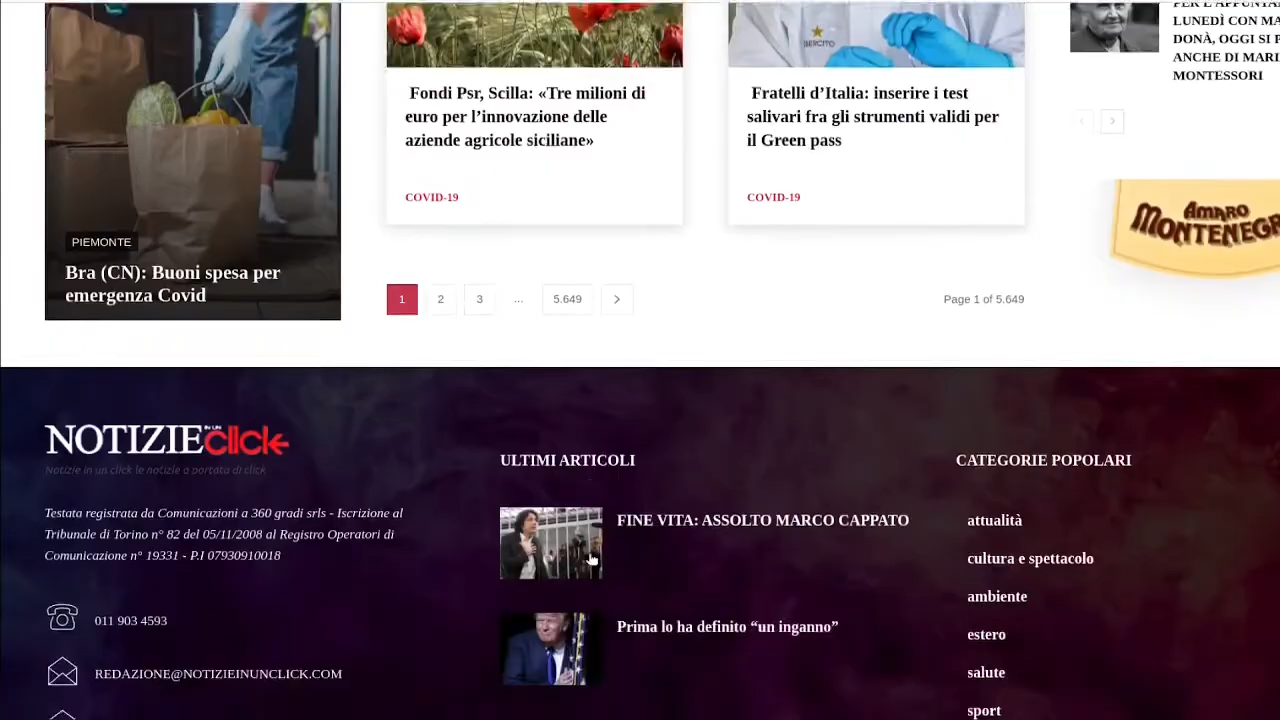 LUNEDÌ CON MA
DONÀ, OGGI SI P
ANCHE DI MARI
MONTESSORI
ESERCITO
Fondi Psr, Scilla: «Tre milioni di
euro per l’innovazione delle
aziende agricole siciliane»
COVID-19
Fratelli d’Italia: inserire i test
salivari fra gli strumenti validi per
il Green pass
COVID-19
AMARO
MONTENEG
PIEMONTE
Bra (CN): Buoni spesa per
emergenza Covid
1 2 3 ... 5.649
Page 1 of 5.649
NOTIZIE IN UN click
Notizie in un click le notizie a portata di click
Testata registrata da Comunicazioni a 360 gradi srls - Iscrizione al
Tribunale di Torino n° 82 del 05/11/2008 al Registro Operatori di
Comunicazione n° 19331 - P.I 07930910018
011 903 4593
REDAZIONE@NOTIZIEINUNCLICK.COM
ULTIMI ARTICOLI
FINE VITA: ASSOLTO MARCO CAPPATO
Prima lo ha definito “un inganno”
CATEGORIE POPOLARI
attualità
cultura e spettacolo
ambiente
estero
salute
sport